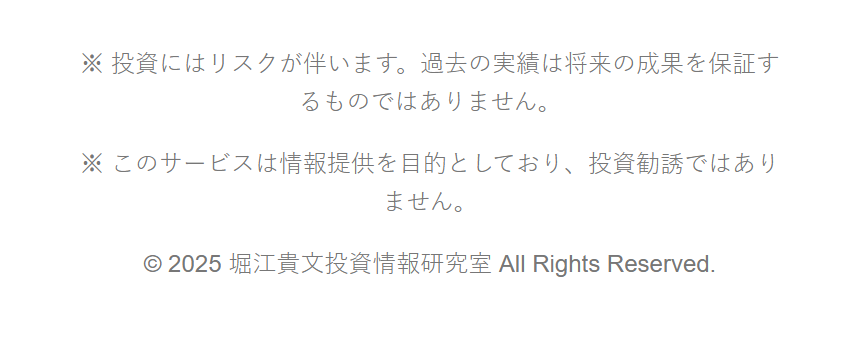 ※ 投資にはリスクが伴います。過去の実績は将来の成果を保証す
るものではありません。
※ このサービスは情報提供を目的としており、投資勧誘ではあり
ません。
© 2025 堀江貴文投資情報研究室 All Rights Reserved.